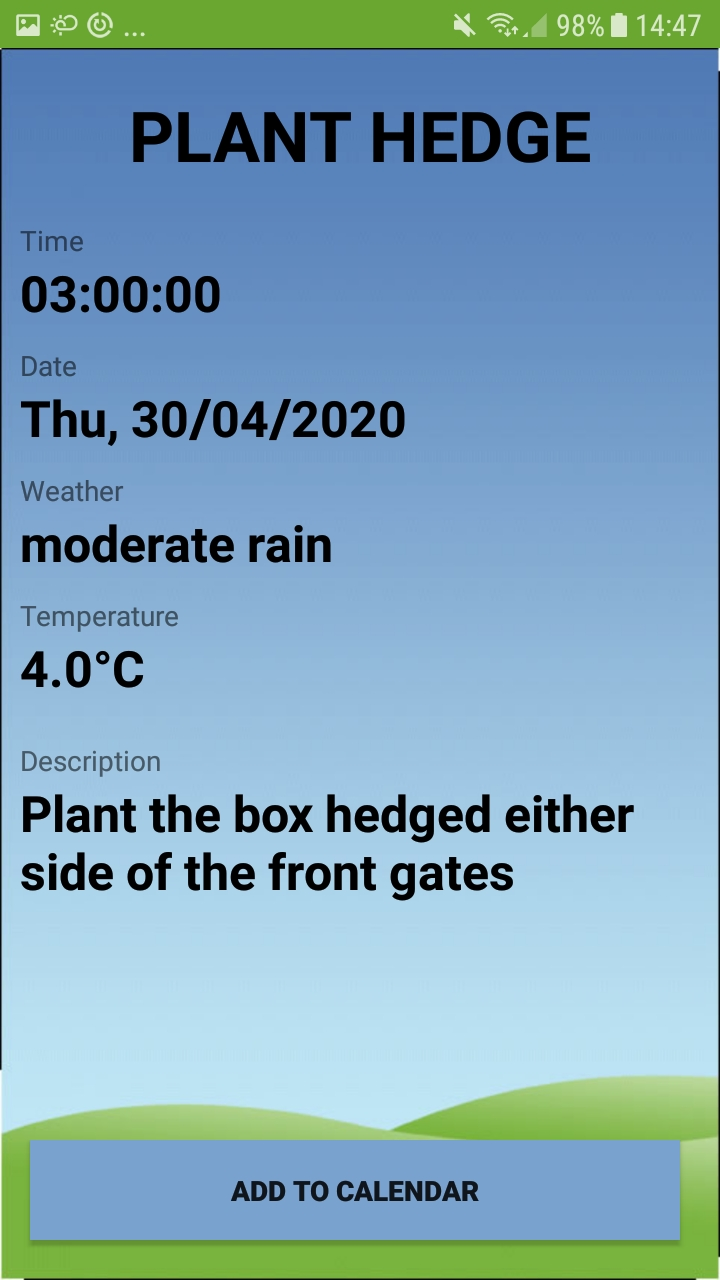 ... 98% 14:47
PLANT HEDGE
Time
03:00:00
Date
Thu, 30/04/2020
Weather
moderate rain
Temperature
4.0°C
Description
Plant the box hedged either
side of the front gates
ADD TO CALENDAR